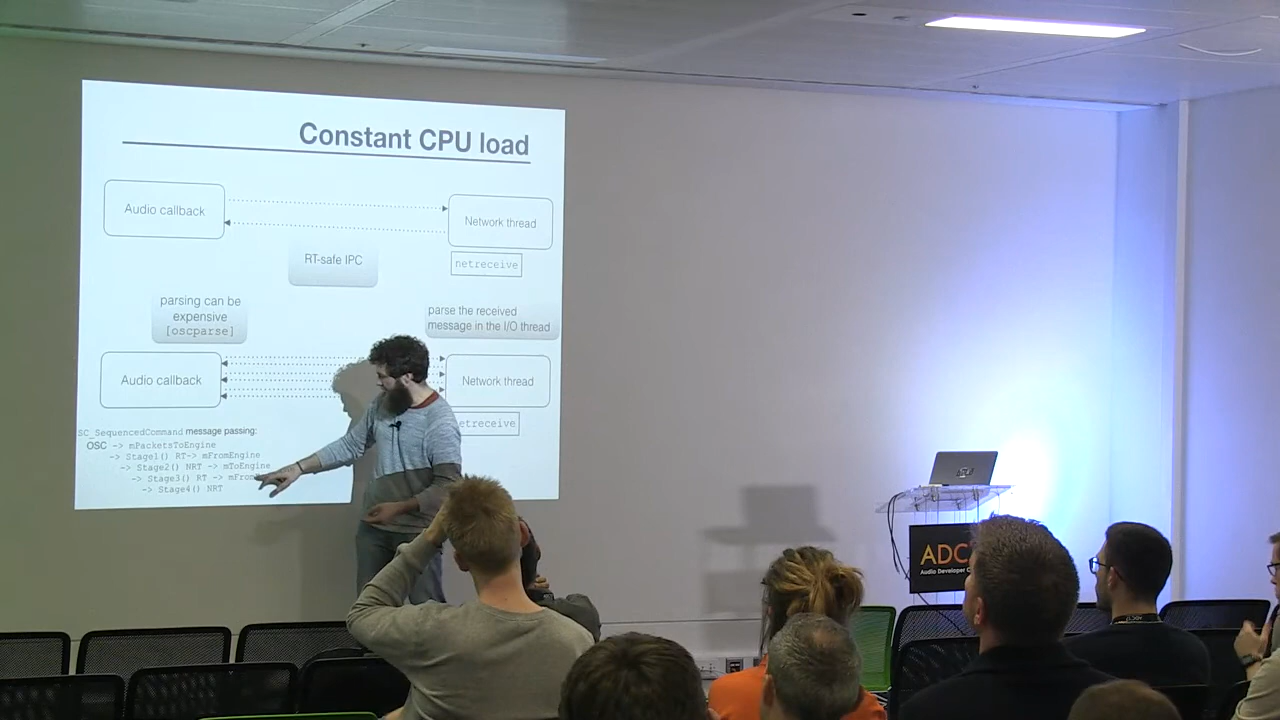 Constant CPU load
Audio callback
Network thread
RT-safe IPC
netreceive
parsing can be
expensive
[oscparse]
parse the received
message in the I/O thread
Audio callback
Network thread
etreceive
SC_SequencedCommand message passing:
OSC -> mPacketsToEngine
-> Stage1() RT-> mFromEngine
-> Stage2() NRT -> mToEngine
-> Stage3() RT -> mFrom
-> Stage4() NRT
ADC
Audio Developer C